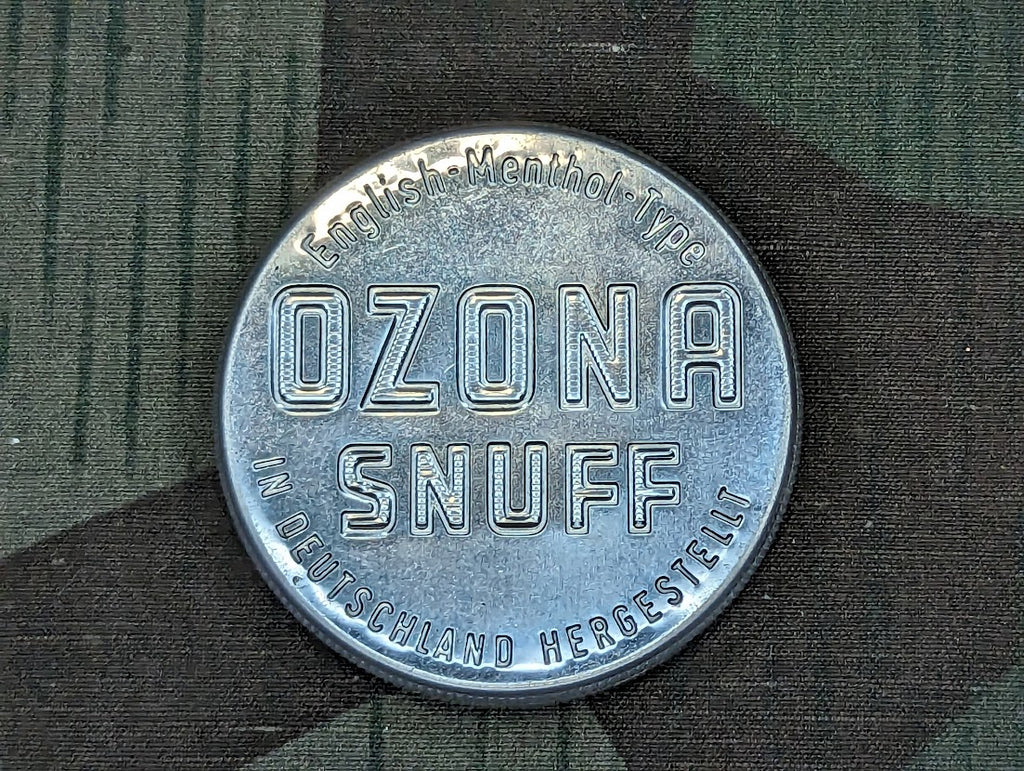 English-Menthol-Type
OZONA
SNUFF
IN DEUTSCHLAND HERGESTELLT